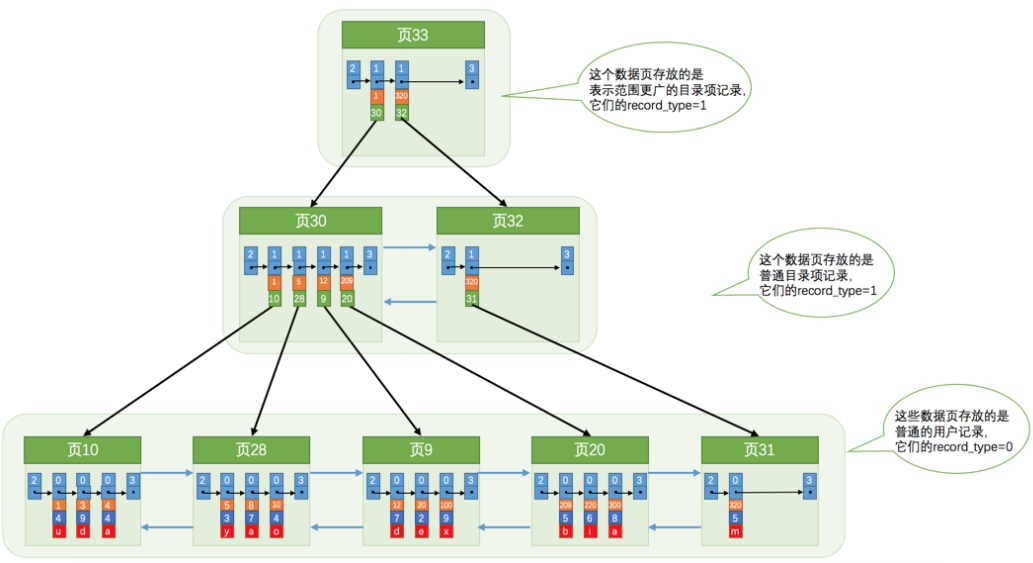 页33
2 1 1 3
1 320
30 32
这个数据页存放的是
表示范围更广的目录项记录,
它们的record_type=1
页30 页32
2 1 1 1 1 3 2 1 3
1 5 12 209 320
10 28 9 20 31
这个数据页存放的是
普通目录项记录,
它们的record_type=1
这些数据页存放的是
普通的用户记录,
它们的record_type=0
页10 页28 页9 页20 页31
2 0 0 0 3 2 0 0 0 3 2 0 0 0 3 2 0 0 0 3 2 0 3
1 3 4 5 8 10 12 20 100 209 220 300 320
4 9 4 3 7 4 7 2 9 5 6 8 5
u d a y a o d e x b i a m